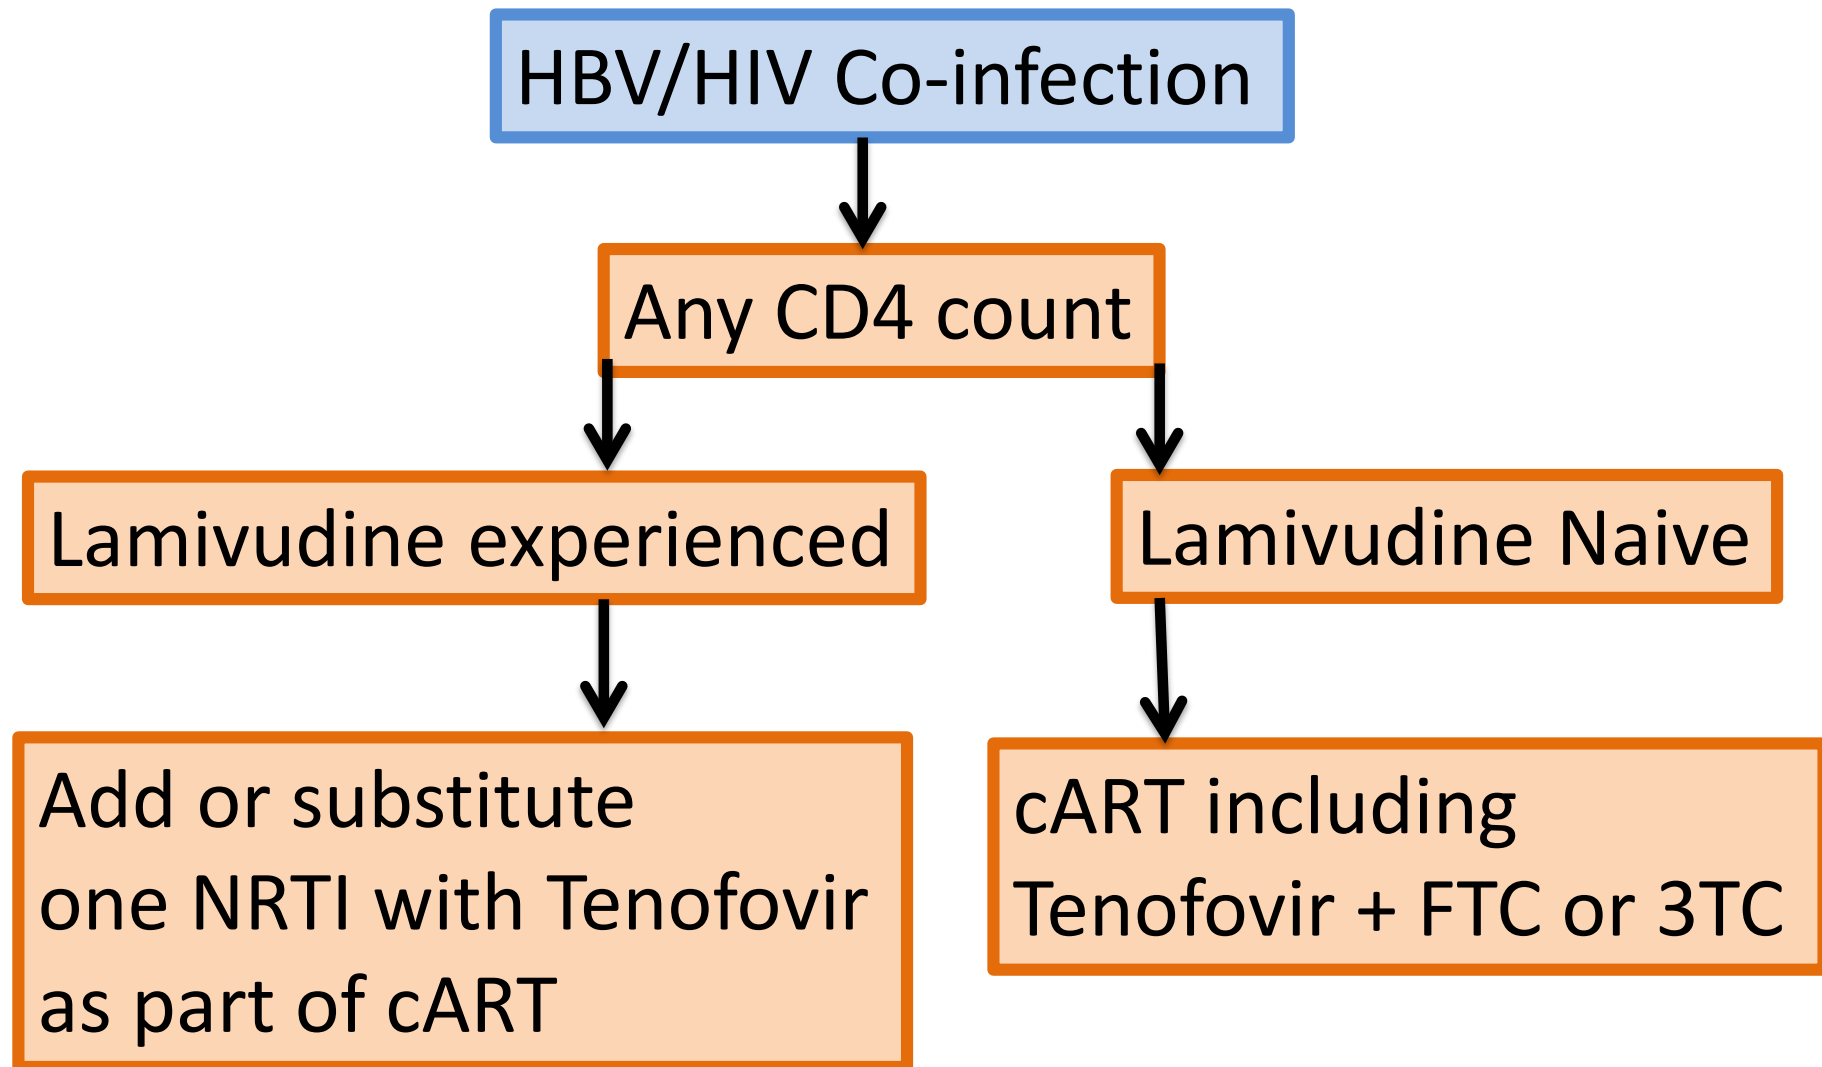 HBV/HIV Co-infection
Any CD4 count
Lamivudine experienced
Lamivudine Naive
Add or substitute
one NRTI with Tenofovir
as part of cART
cART including
Tenofovir + FTC or 3TC